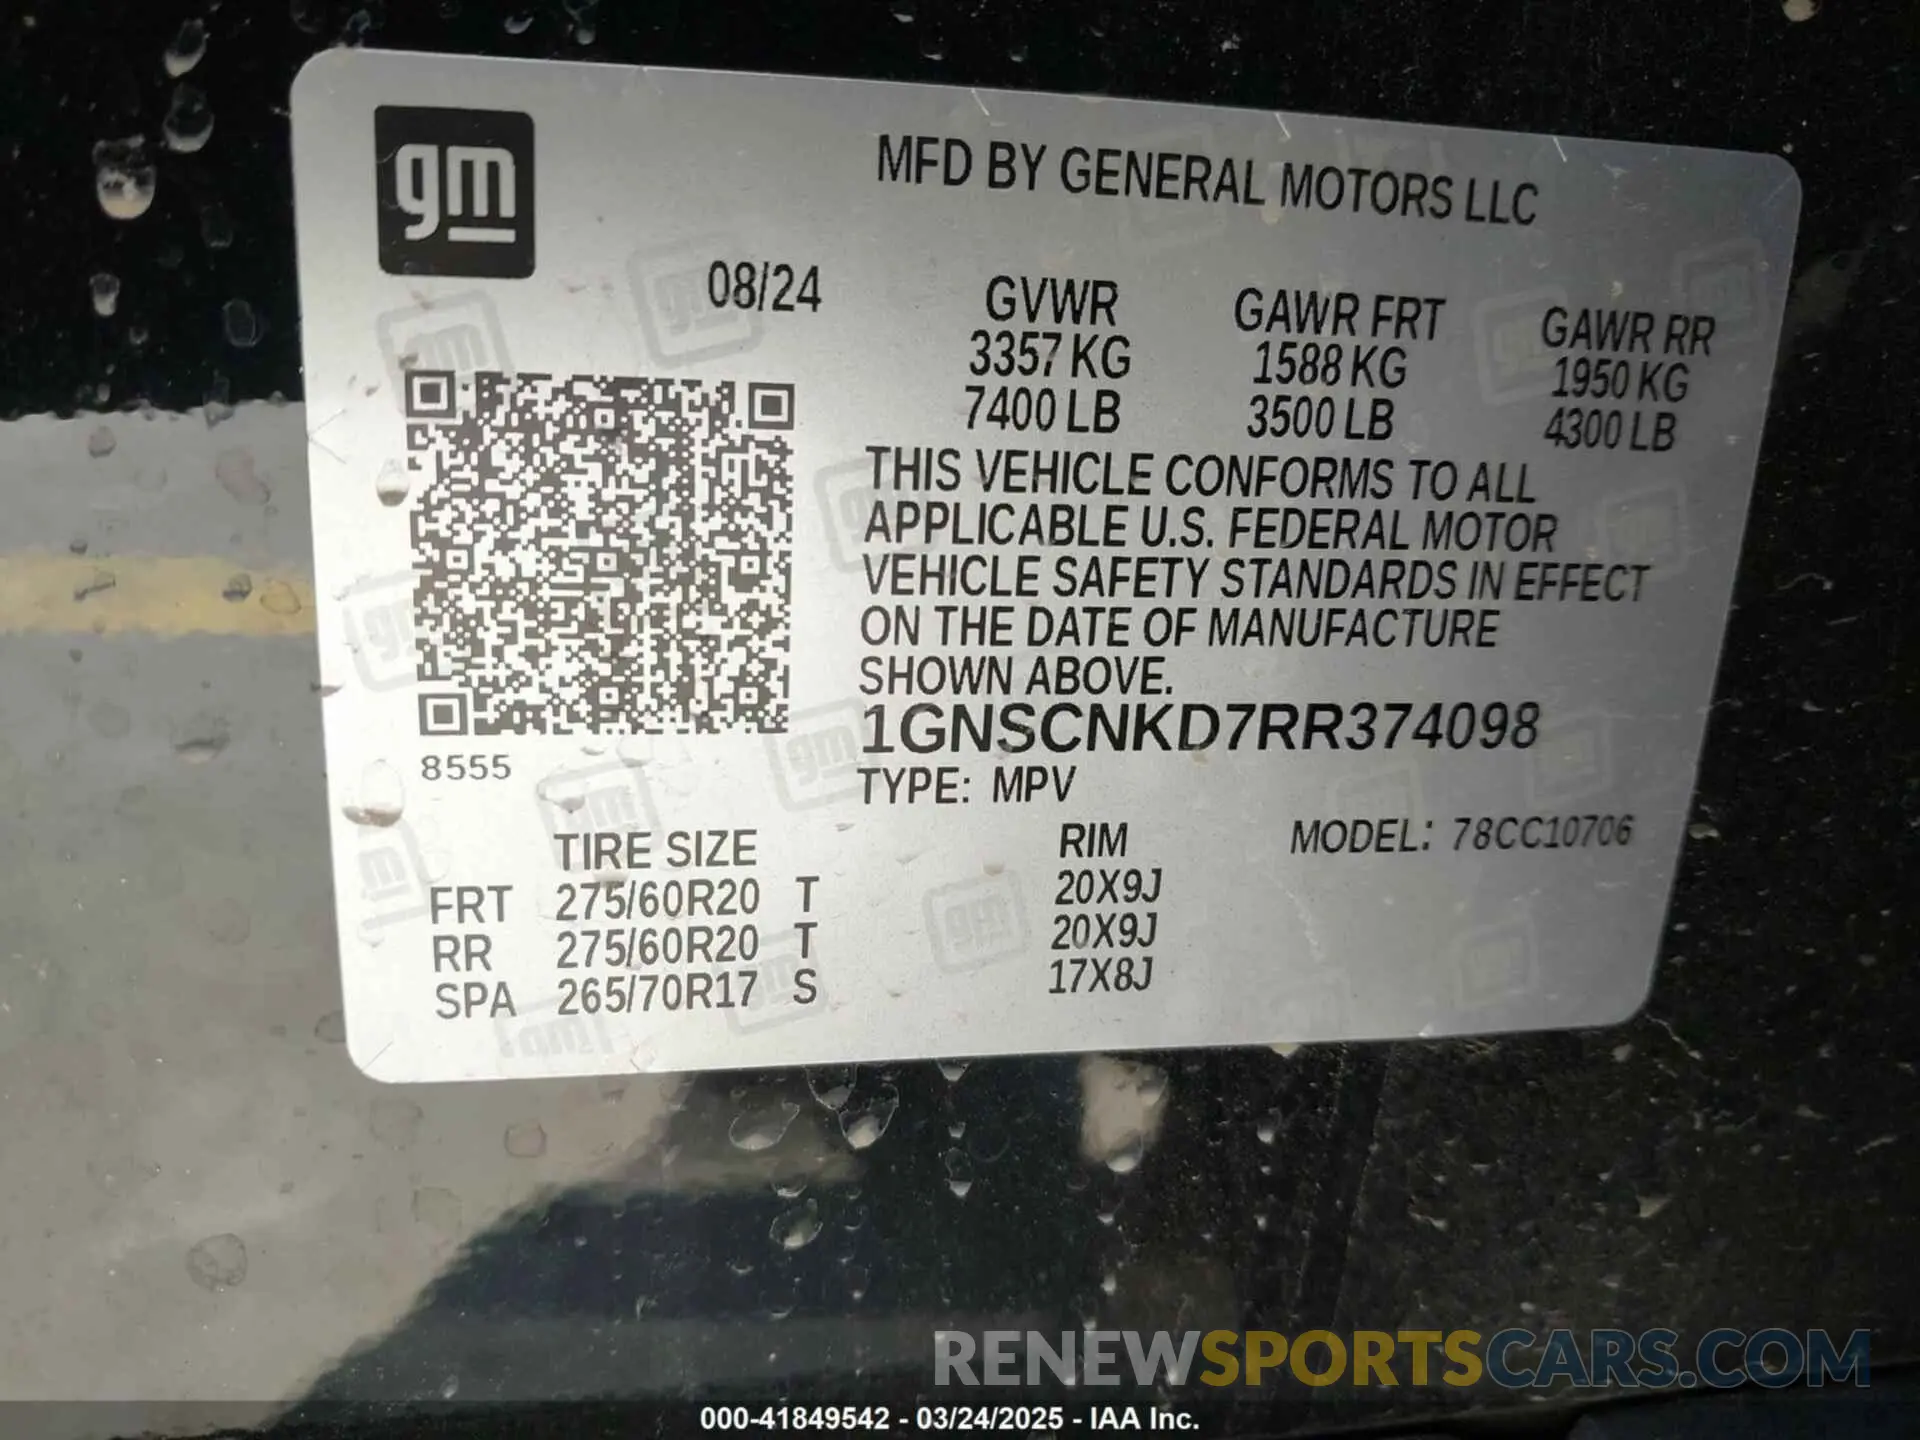 gm
MFD BY GENERAL MOTORS LLC
08/24
GVWR GAWR FRT GAWR RR
3357 KG 1588 KG 1950 KG
7400 LB 3500 LB 4300 LB
THIS VEHICLE CONFORMS TO ALL
APPLICABLE U.S. FEDERAL MOTOR
VEHICLE SAFETY STANDARDS IN EFFECT
ON THE DATE OF MANUFACTURE
SHOWN ABOVE.
1GNSCNKD7RR374098
8555
TYPE: MPV
TIRE SIZE RIM MODEL: 78CC10706
FRT 275/60R20 T 20X9J
RR 275/60R20 T 20X9J
SPA 265/70R17 S 17X8J
RENEWSPORTSCARS.COM
000-41849542 - 03/24/2025 - IAA Inc.